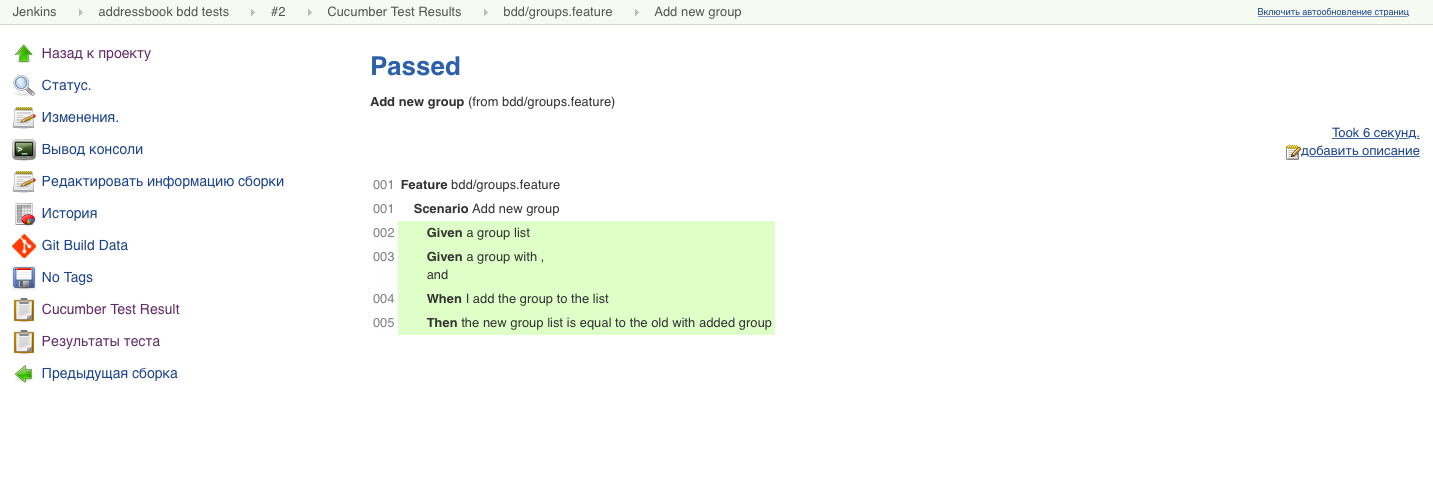 Jenkins addressbook bdd tests #2 Cucumber Test Results bdd/groups.feature Add new group Включить автообновление страниц
Назад к проекту
Статус.
Изменения.
Вывод консоли
Редактировать информацию сборки
История
Git Build Data
No Tags
Cucumber Test Result
Результаты теста
Предыдущая сборка
Passed
Add new group (from bdd/groups.feature)
Took 6 секунд.
добавить описание
001 Feature bdd/groups.feature
001 Scenario Add new group
002 Given a group list
003 Given a group with ,
and
004 When I add the group to the list
005 Then the new group list is equal to the old with added group